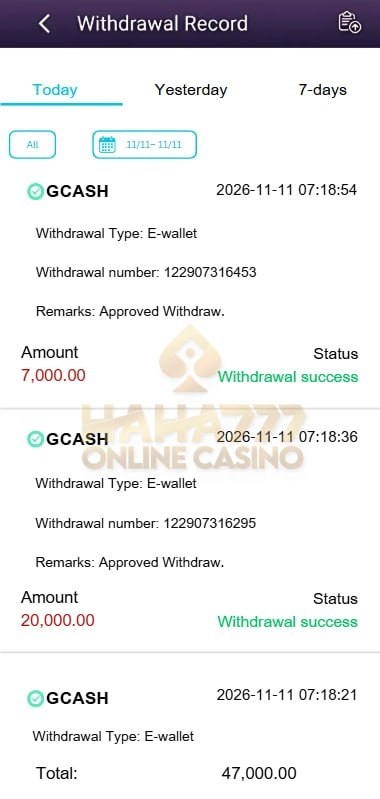 Withdrawal Record
Today Yesterday 7-days
All 11/11~11/11
GCASH 2026-11-11 07:18:54
Withdrawal Type: E-wallet
Withdrawal number: 122907316453
Remarks: Approved Withdraw.
Amount Status
7,000.00 Withdrawal success
HAHA777
GCASH 2026-11-11 07:18:36
ONLINE CASINO
Withdrawal Type: E-wallet
Withdrawal number: 122907316295
Remarks: Approved Withdraw.
Amount Status
20,000.00 Withdrawal success
GCASH 2026-11-11 07:18:21
Withdrawal Type: E-wallet
Total: 47,000.00